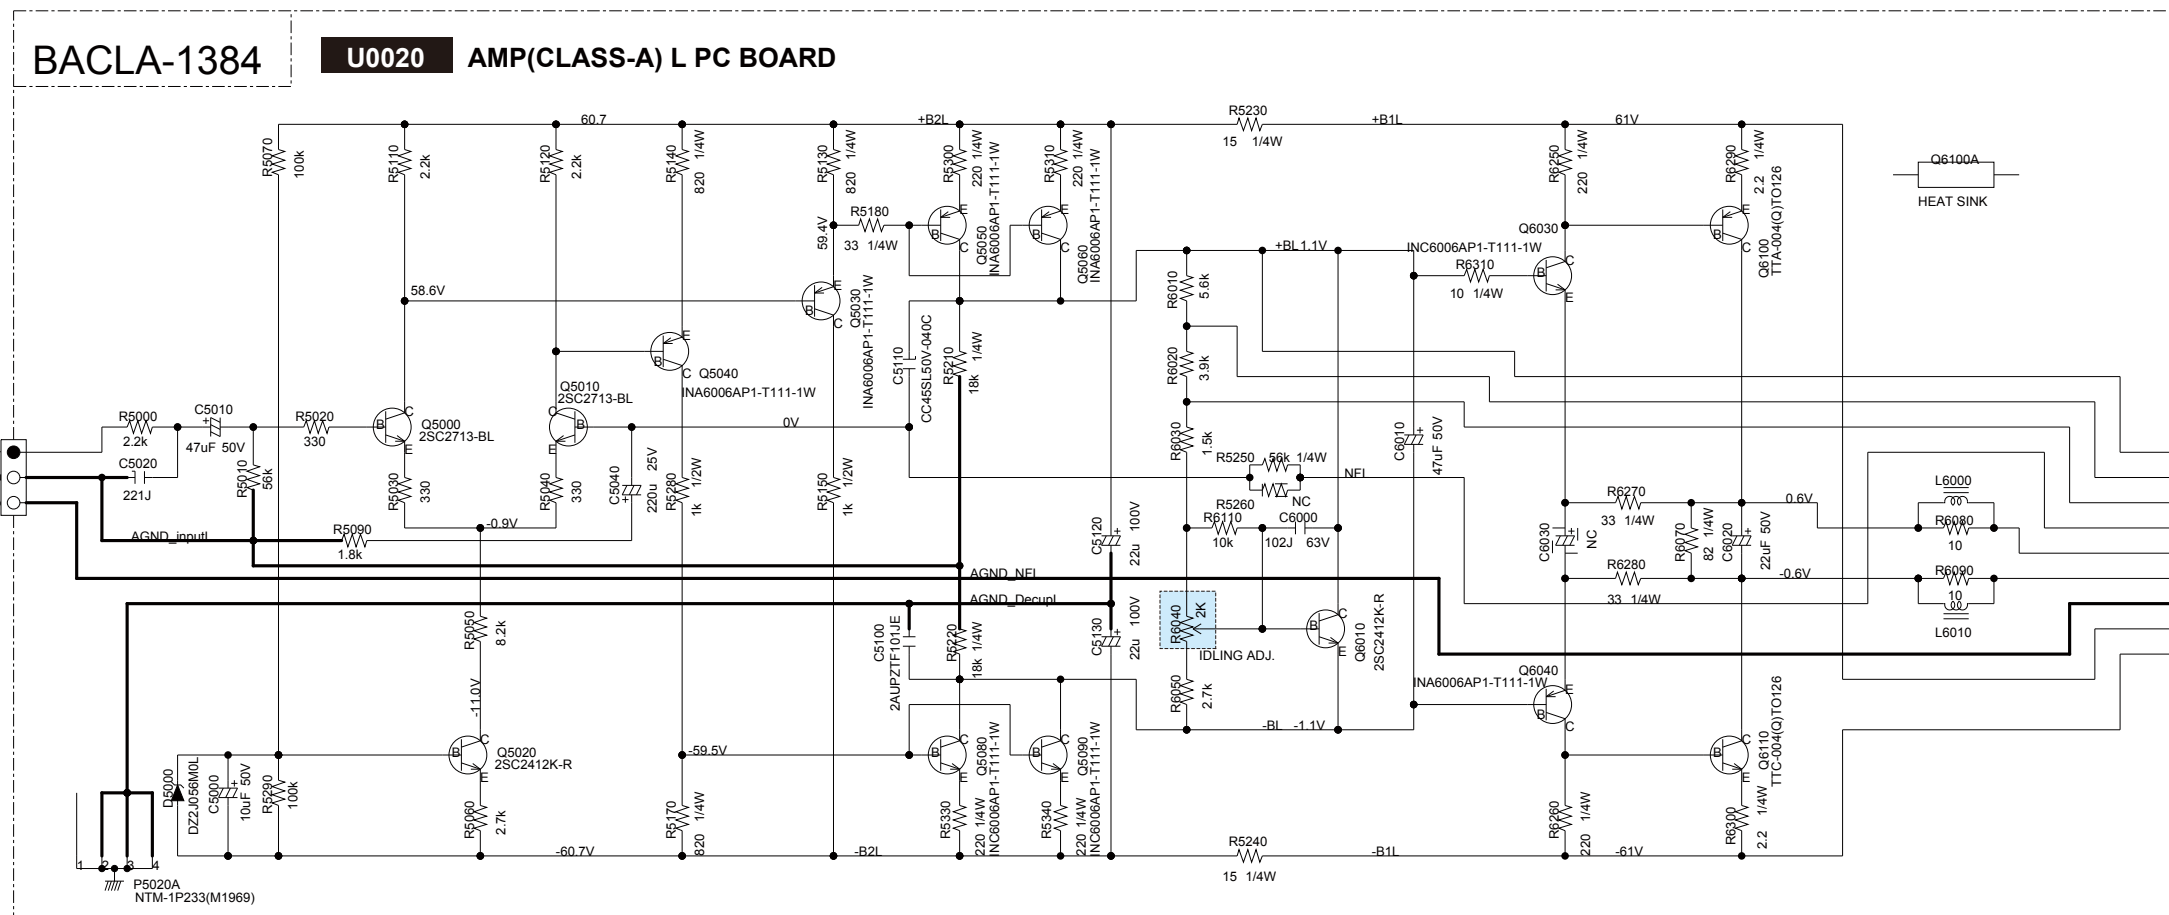 BACLA-1384
U0020 AMP(CLASS-A) L PC BOARD
R5230
15 1/4W
60.7
+B2L
+B1L
61V
R5070
100k
R5110
2.2k
R5120
2.2k
R5140
820 1/4W
R5130
820 1/4W
R5300
220 1/4W
R5310
220 1/4W
R6250
220 1/4W
R6290
2.2 1/4W
Q6100A
HEAT SINK
59.4V
R5180
33 1/4W
E
B
C
Q5050
INA6006AP1-T111-1W
E
C
Q5060
INA6006AP1-T111-1W
+BL1.1V
Q6030
INC6006AP1-T111-1W
R6310
10 1/4W
C
B
E
E
B
C
Q6100
TTA-004(Q)TO126
58.6V
E
B
C
Q5030
INA6006AP1-T111-1W
R6010
5.6k
E
B
C Q5040
INA6006AP1-T111-1W
C5110
CC45SL50V-040C
R5210
18k 1/4W
R6020
3.9k
Q5010
2SC2713-BL
R5000
2.2k
C5010
+
47uF 50V
R5020
330
C
B
E
Q5000
2SC2713-BL
C
B
E
0V
R6030
1.5k
C6010
+
47uF 50V
C5020
221J
R5010
56k
R5030
330
R5040
330
C5040
+
220u 25V
R5280
1k 1/2W
R5150
1k 1/2W
R5250 56k 1/4W
NFL
R5260 NC
R6110
10k
C6000
102J 63V
R6270
33 1/4W
0.6V
L6000
R6080
10
-0.9V
AGND_inputL
R5090
1.8k
C5120
+
22u 100V
C6030
+
NC
R6070
82 1/4W
C6020
+
22uF 50V
AGND_NFL
R6280
33 1/4W
-0.6V
R6090
10
L6010
AGND_DecupL
R5050
8.2k
C5100
2AUPZTF101JE
R5220
18k 1/4W
C5130
+
22u 100V
R6040
2K
IDLING ADJ.
C
B
E
Q6010
2SC2412K-R
-11.0V
R6050
2.7k
-BL -1.1V
Q6040
INA6006AP1-T111-1W
E
B
C
C
B
E
Q5020
2SC2412K-R
-59.5V
C
B
E
Q5080
INC6006AP1-T111-1W
C
B
E
Q5090
INC6006AP1-T111-1W
C
B
E
Q6110
TTC-004(Q)TO126
D5000
DZ2J056M0L
C5000
+
10uF 50V
R5290
100k
R5060
2.7k
R5170
820 1/4W
R5330
220 1/4W
R5340
220 1/4W
R6260
220 1/4W
R6300
2.2 1/4W
-60.7V
-B2L
R5240
15 1/4W
-B1L
-61V
1 2 3 4
P5020A
NTM-1P233(M1969)